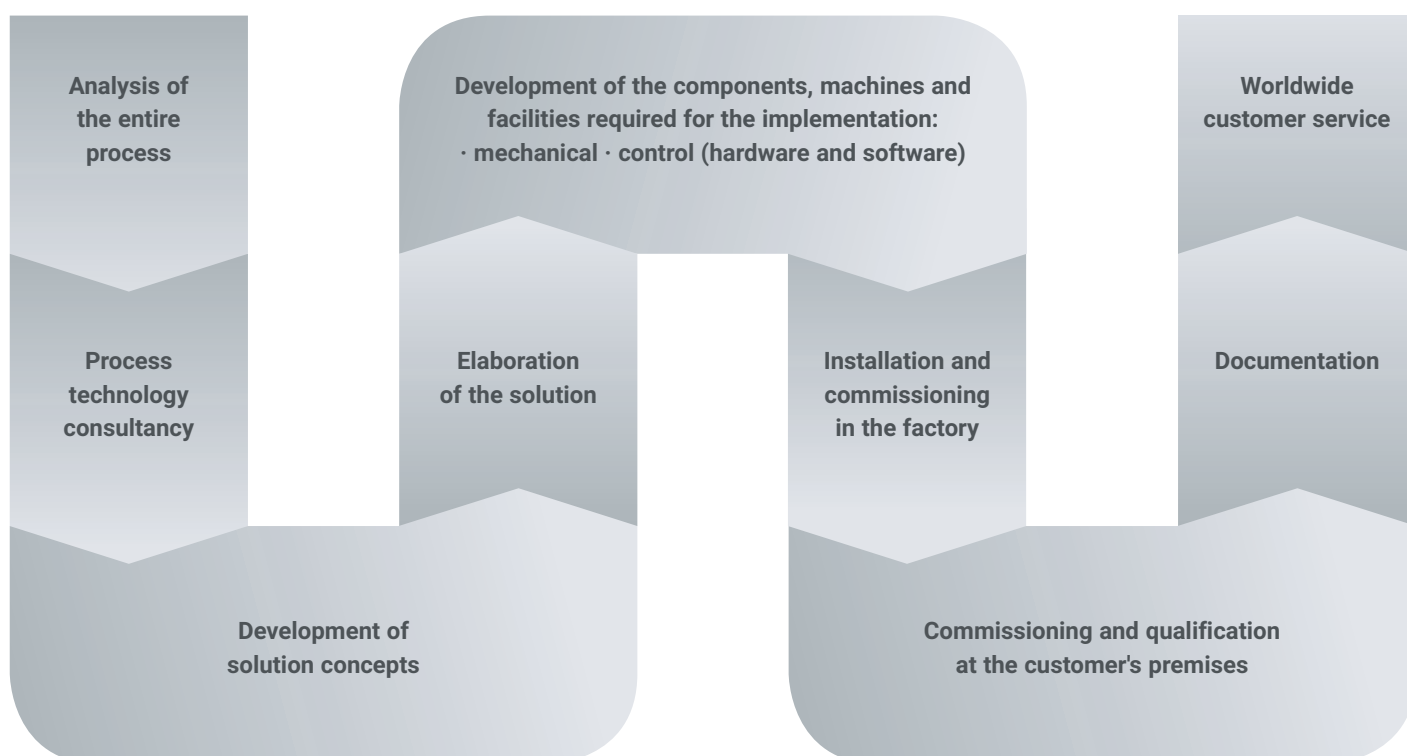 Analysis of
the entire
process
Process
technology
consultancy
Development of
solution concepts
Elaboration
of the solution
Development of the components, machines and
facilities required for the implementation:
· mechanical · control (hardware and software)
Installation and
commissioning
in the factory
Commissioning and qualification
at the customer's premises
Documentation
Worldwide
customer service